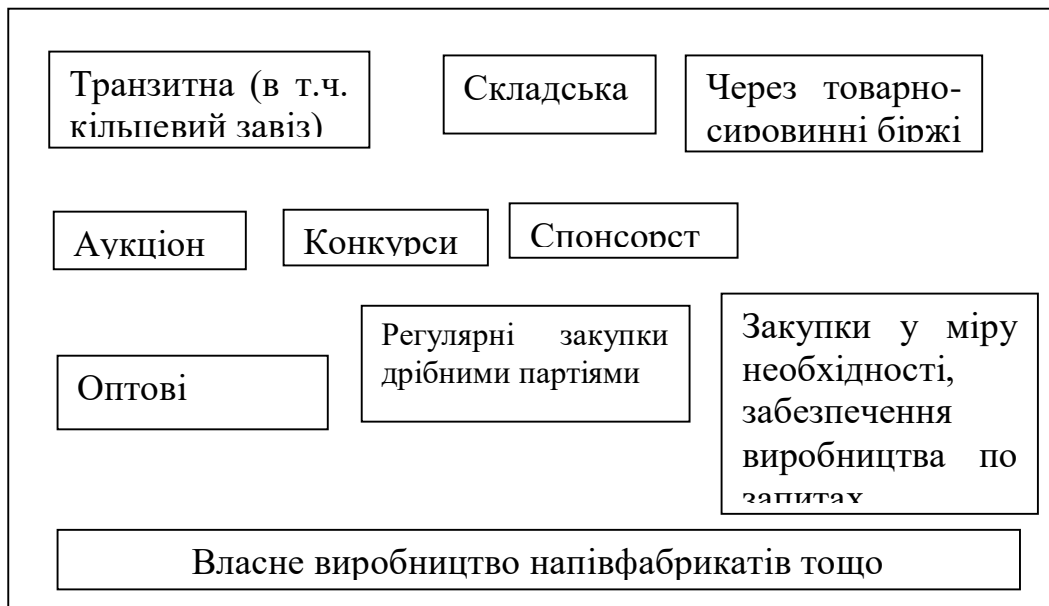 Транзитна (в т.ч.
кільцевий завіз)
Складська
Через товарно-
сировинні біржі
Аукціон
Конкурси
Спонсорст
Оптові
Регулярні закупки
дрібними партіями
Закупки у міру
необхідності,
забезпечення
виробництва по
запитах
Власне виробництво напівфабрикатів тощо